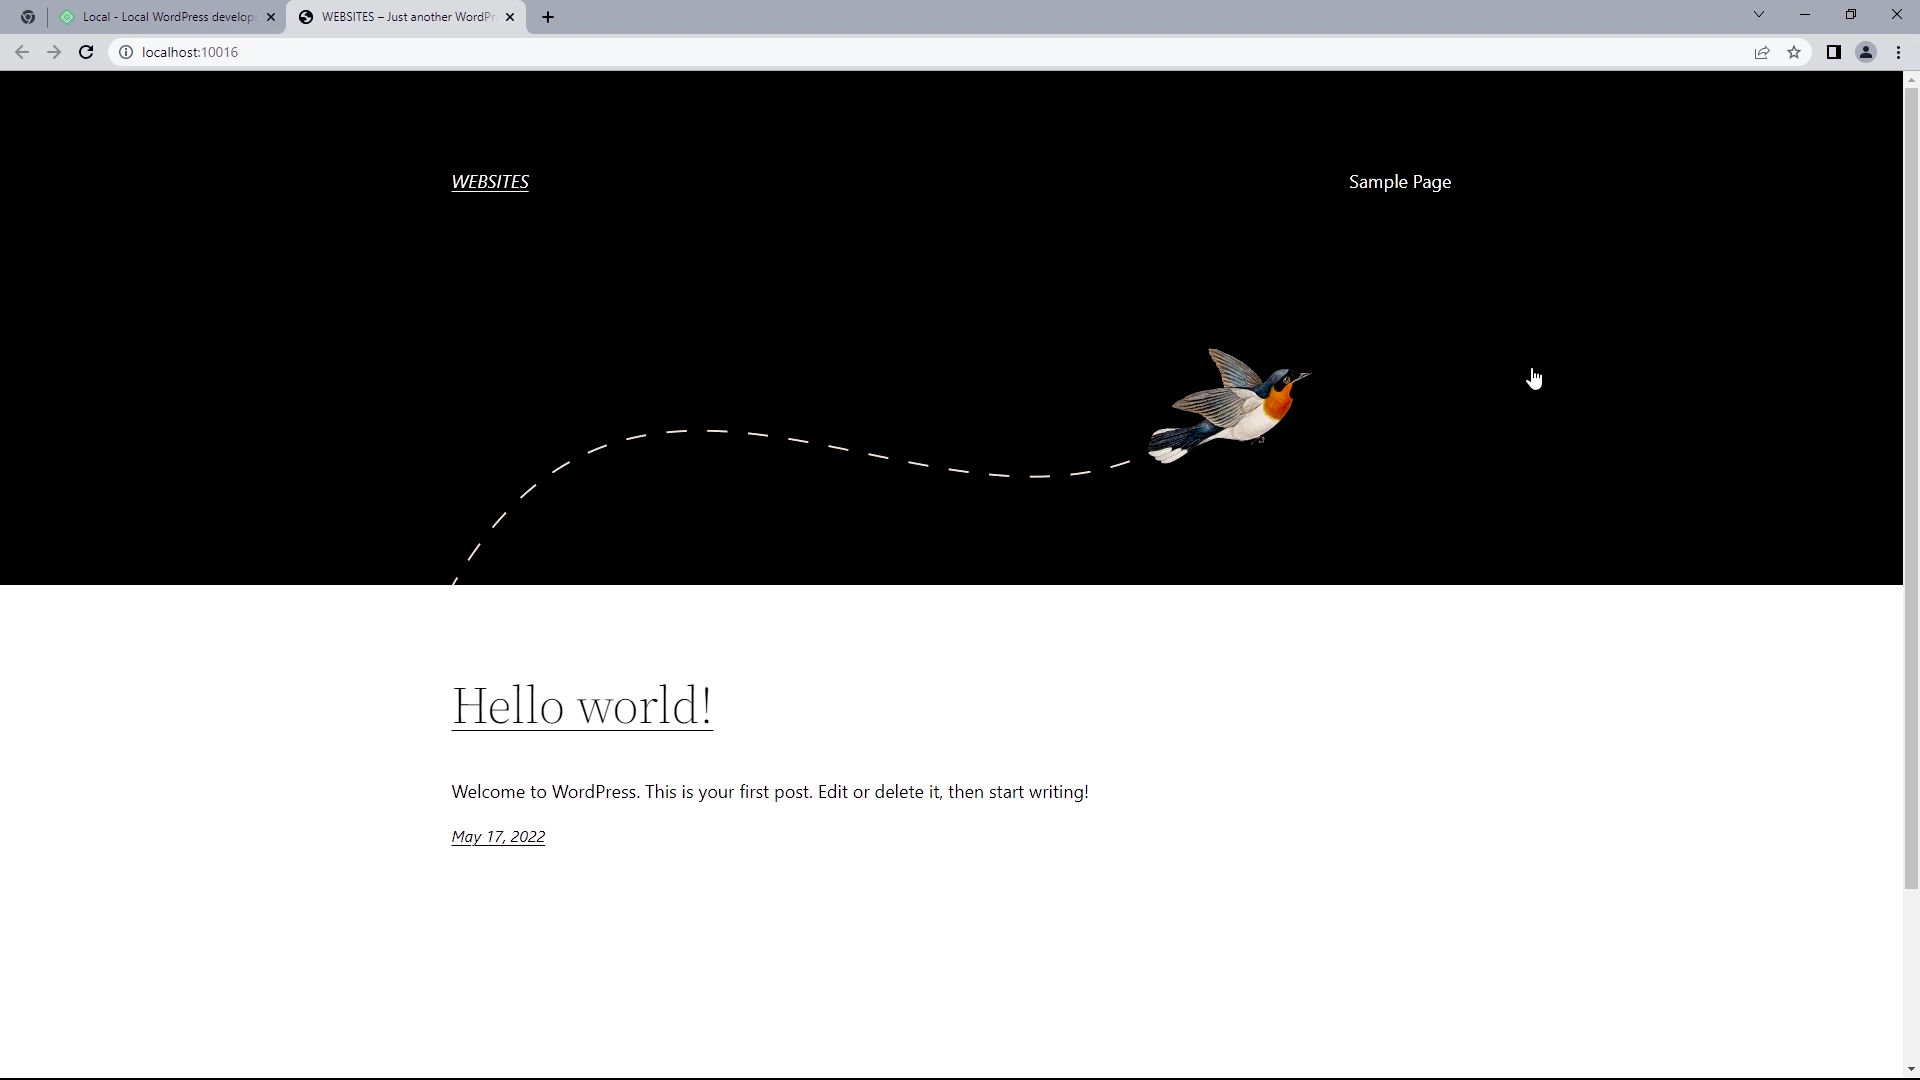 Local - Local WordPress develop
WEBSITES – Just another WordPr
localhost:10016
WEBSITES
Sample Page
Hello world!
Welcome to WordPress. This is your first post. Edit or delete it, then start writing!
May 17, 2022